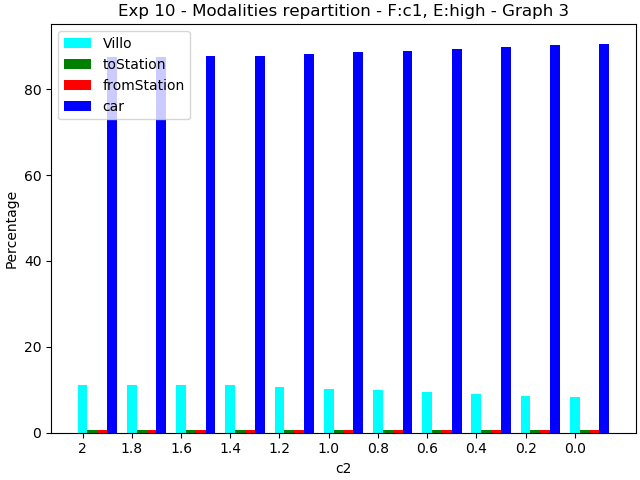 Exp 10 - Modalities repartition - F:c1, E:high - Graph 3
Villo
toStation
fromStation
car
Percentage
80
60
40
20
0
2 1.8 1.6 1.4 1.2 1.0 0.8 0.6 0.4 0.2 0.0
c2